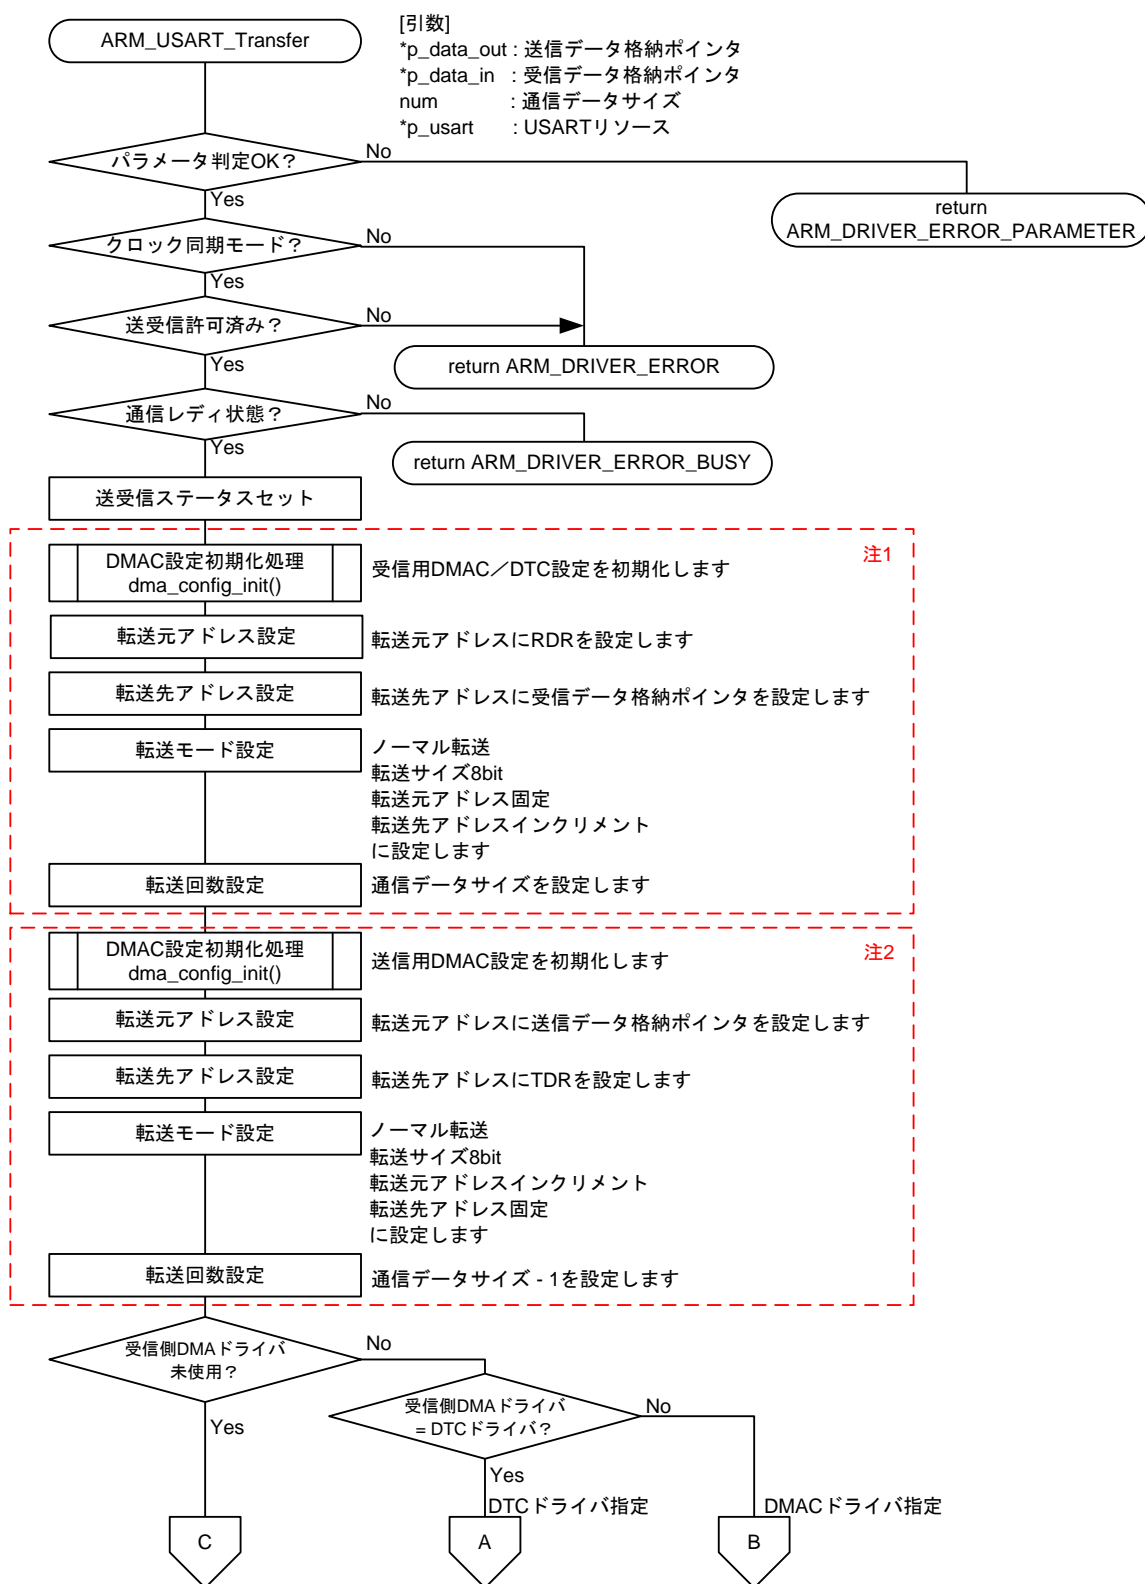 ARM_USART_Transfer
[引数]
*p_data_out : 送信データ格納ポインタ
*p_data_in : 受信データ格納ポインタ
num : 通信データサイズ
*p_usart : USARTリソース
パラメータ判定OK？
No
Yes
return
ARM_DRIVER_ERROR_PARAMETER
クロック同期モード？
No
Yes
送受信許可済み？
No
Yes
return ARM_DRIVER_ERROR
通信レディ状態？
No
Yes
return ARM_DRIVER_ERROR_BUSY
送受信ステータスセット
注1
DMAC設定初期化処理
dma_config_init()
受信用DMAC／DTC設定を初期化します
転送元アドレス設定
転送元アドレスにRDRを設定します
転送先アドレス設定
転送先アドレスに受信データ格納ポインタを設定します
転送モード設定
ノーマル転送
転送サイズ8bit
転送元アドレス固定
転送先アドレスインクリメント
に設定します
転送回数設定
通信データサイズを設定します
注2
DMAC設定初期化処理
dma_config_init()
送信用DMAC設定を初期化します
転送元アドレス設定
転送元アドレスに送信データ格納ポインタを設定します
転送先アドレス設定
転送先アドレスにTDRを設定します
転送モード設定
ノーマル転送
転送サイズ8bit
転送元アドレスインクリメント
転送先アドレス固定
に設定します
転送回数設定
通信データサイズ - 1を設定します
受信側DMAドライバ
未使用？
No
Yes
受信側DMAドライバ
= DTCドライバ？
No
Yes
DTCドライバ指定
DMACドライバ指定
C
A
B